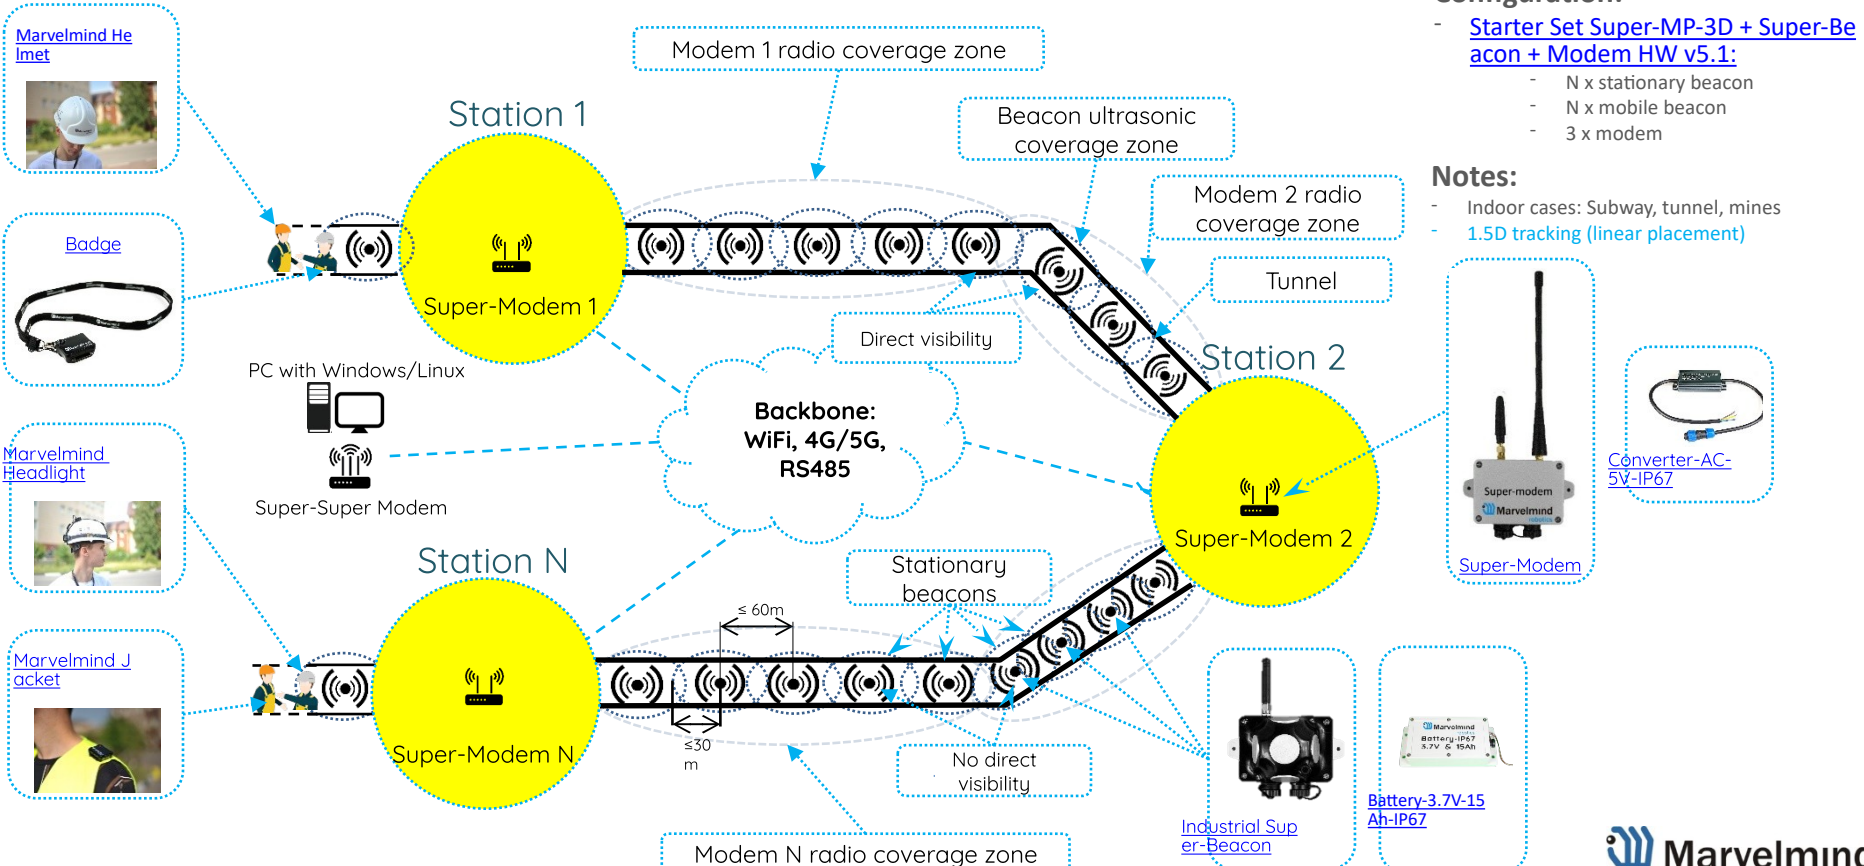 Configuration:
- Starter Set Super-MP-3D + Super-Be
acon + Modem HW v5.1:
- N x stationary beacon
- N x mobile beacon
- 3 x modem
Notes:
- Indoor cases: Subway, tunnel, mines
- 1.5D tracking (linear placement)
Marvelmind He
lmet
Badge
Marvelmind
Headlight
Marvelmind J
acket
Modem 1 radio coverage zone
Station 1
Super-Modem 1
Beacon ultrasonic
coverage zone
Modem 2 radio
coverage zone
Tunnel
Direct visibility
Station 2
Super-Modem 2
PC with Windows/Linux
Super-Super Modem
Backbone:
WiFi, 4G/5G,
RS485
Station N
Super-Modem N
Stationary
beacons
≤ 60m
≤30
m
No direct
visibility
Modem N radio coverage zone
Super-modem
Marvelmind
robotics
Super-Modem
Converter-AC-
5V-IP67
Industrial Sup
er-Beacon
Marvelmind
Battery-IP67
3.7V & 15Ah
Battery-3.7V-15
Ah-IP67
Marvelmind